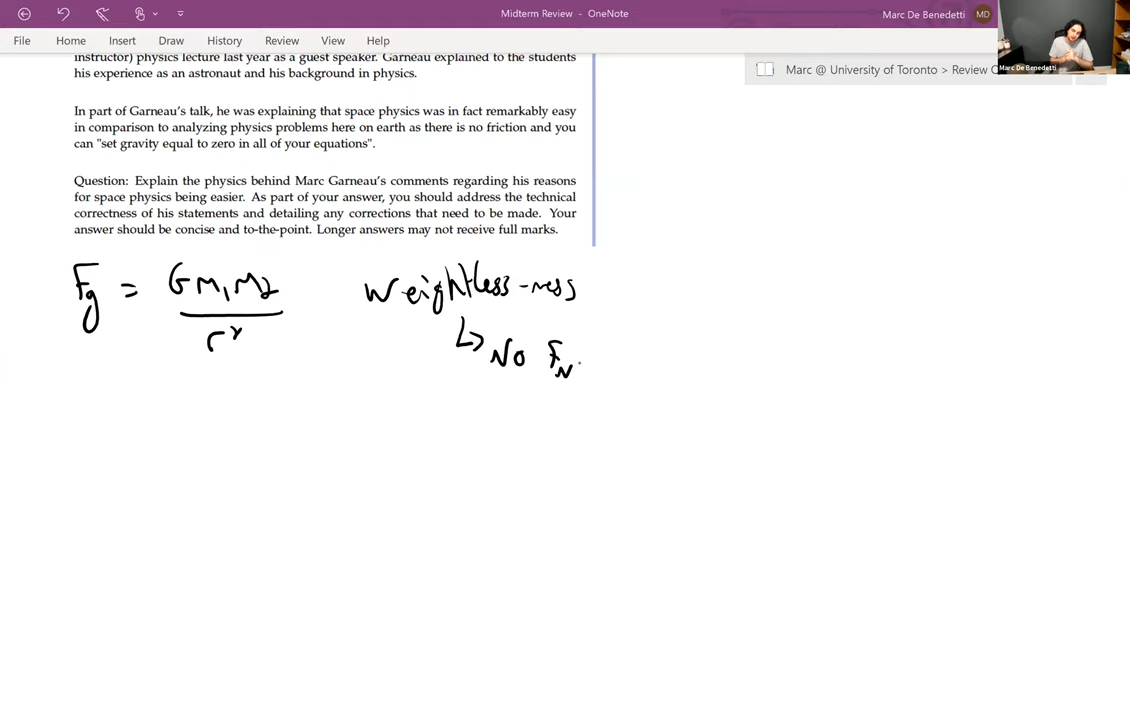 Midterm Review - OneNote
Marc De Benedetti MD
File Home Insert Draw History Review View Help
Marc De Benedetti
instructor) physics lecture last year as a guest speaker. Garneau explained to the students
his experience as an astronaut and his background in physics.
Marc @ University of Toronto > Review
In part of Garneau's talk, he was explaining that space physics was in fact remarkably easy
in comparison to analyzing physics problems here on earth as there is no friction and you
can "set gravity equal to zero in all of your equations".
Question: Explain the physics behind Marc Garneau's comments regarding his reasons
for space physics being easier. As part of your answer, you should address the technical
correctness of his statements and detailing any corrections that need to be made. Your
answer should be concise and to-the-point. Longer answers may not receive full marks.
Fg = GM1M2
r²
Weightless-ness
↳ No FN